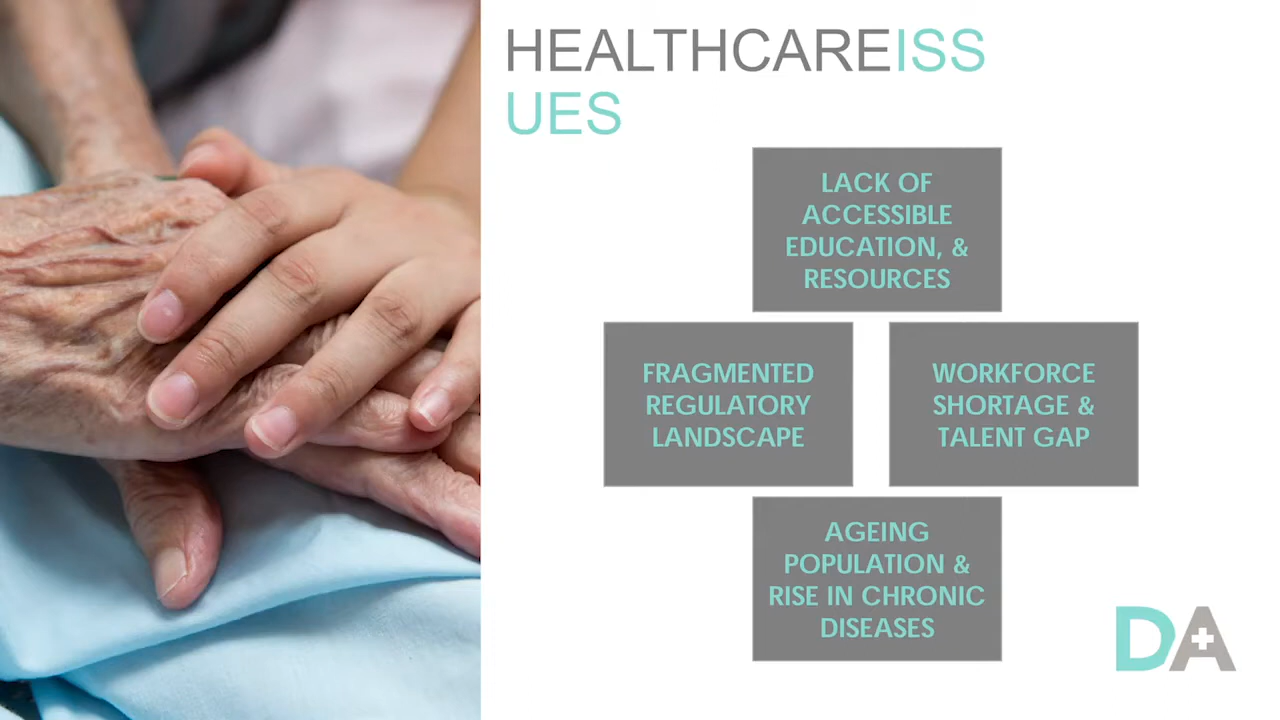 HEALTHCAREISS
UES
LACK OF
ACCESSIBLE
EDUCATION, &
RESOURCES
FRAGMENTED
REGULATORY
LANDSCAPE
WORKFORCE
SHORTAGE &
TALENT GAP
AGEING
POPULATION &
RISE IN CHRONIC
DISEASES
DA